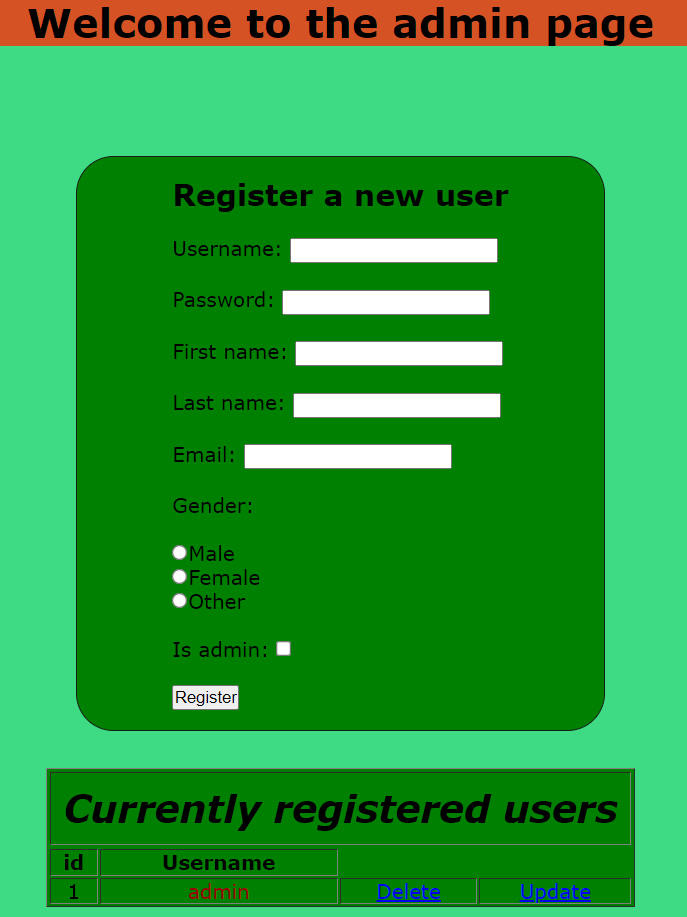 Welcome to the admin page
Register a new user
Username:
Password:
First name:
Last name:
Email:
Gender:
Male
Female
Other
Is admin:
Register
Currently registered users
id Username
1 admin Delete Update